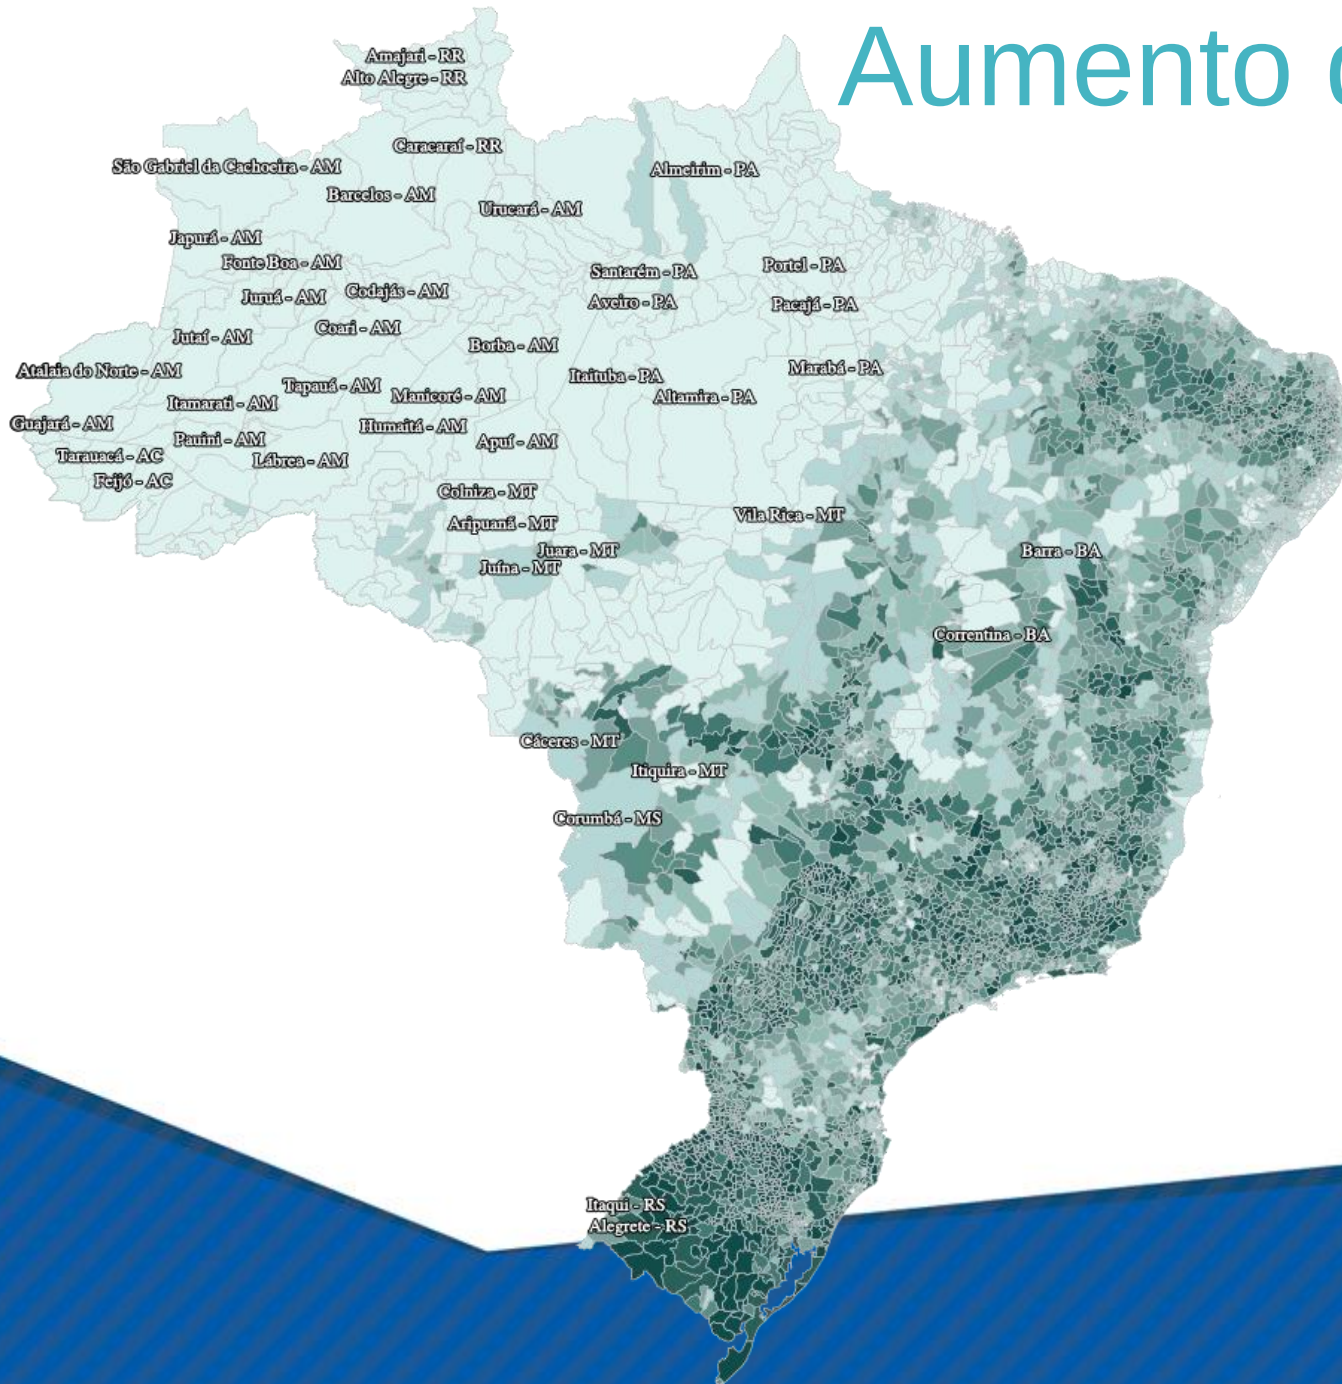 Aumento d
Amajari - RR
Alto Alegre - RR
Caracaraí - RR
São Gabriel da Cachoeira - AM
Almeirim - PA
Barcelos - AM
Urucará - AM
Japurá - AM
Fonte Boa - AM
Portel - PA
Santarém - PA
Juruá - AM
Codajás - AM
Aveiro - PA
Pacajá - PA
Coari - AM
Jutaí - AM
Borba - AM
Atalaia do Norte - AM
Marabá - PA
Itaituba - PA
Tapauá - AM
Manicoré - AM
Altamira - PA
Itamarati - AM
Guajará - AM
Humaitá - AM
Pauini - AM
Apuí - AM
Tarauacá - AC
Lábrea - AM
Feijó - AC
Colniza - MT
Vila Rica - MT
Aripuanã - MT
Juara - MT
Barra - BA
Juína - MT
Correntina - BA
Cáceres - MT
Itiquira - MT
Corumbá - MS
Itaqui - RS
Alegrete - RS